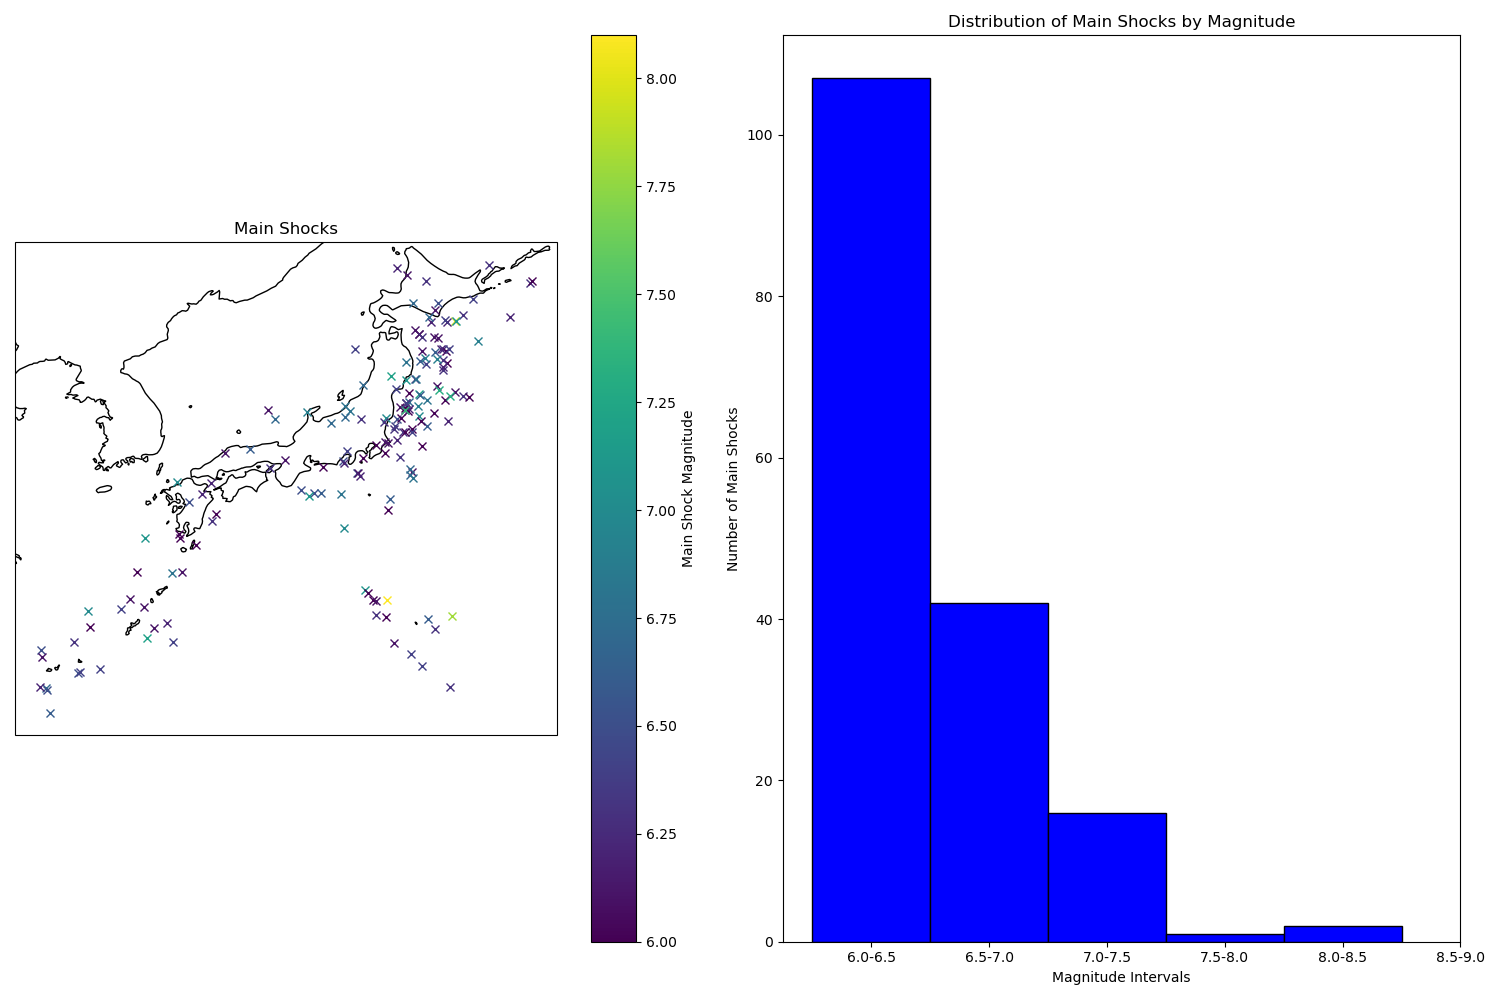 Main Shocks
8.00
7.75
7.50
7.25
7.00
6.75
6.50
6.25
6.00
Main Shock Magnitude
Distribution of Main Shocks by Magnitude
Number of Main Shocks
100
80
60
40
20
0
6.0-6.5 6.5-7.0 7.0-7.5 7.5-8.0 8.0-8.5 8.5-9.0
Magnitude Intervals